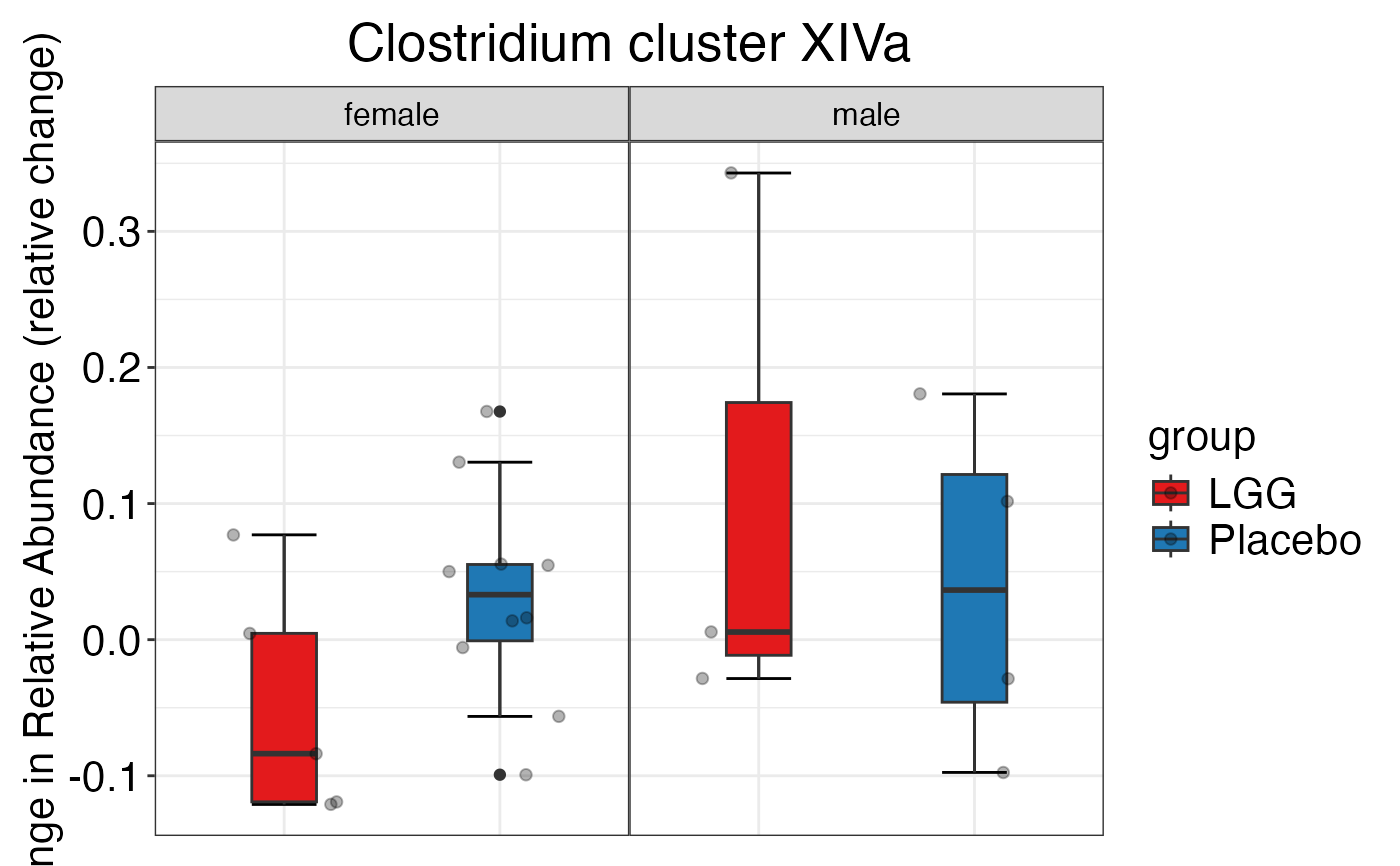 Clostridium cluster XIVa
female
male
nge in Relative Abundance (relative change)
0.3
0.2
0.1
0.0
-0.1
group
LGG
Placebo